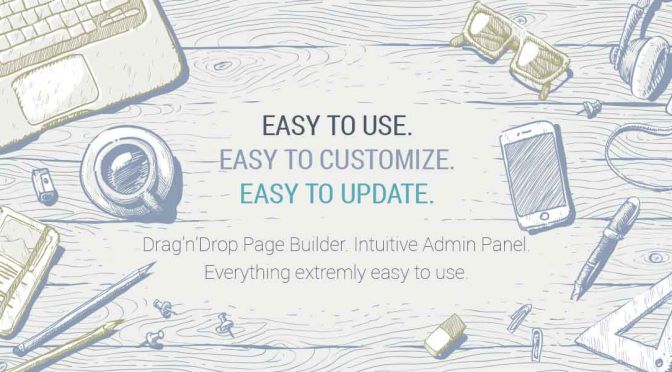 EASY TO USE.
EASY TO CUSTOMIZE.
EASY TO UPDATE.
Drag'n'Drop Page Builder. Intuitive Admin Panel.
Everything extremly easy to use.